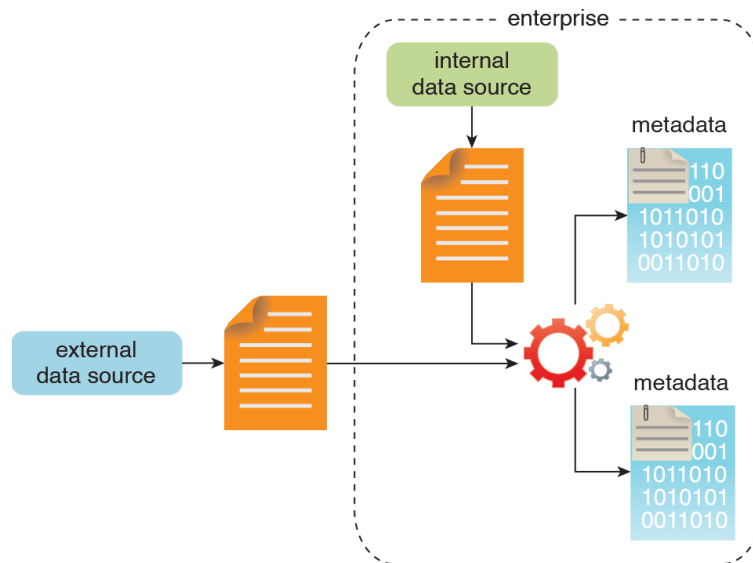 enterprise
internal
data source
metadata
110
001
1011010
1010101
0011010
external
data source
metadata
110
001
1011010
1010101
0011010